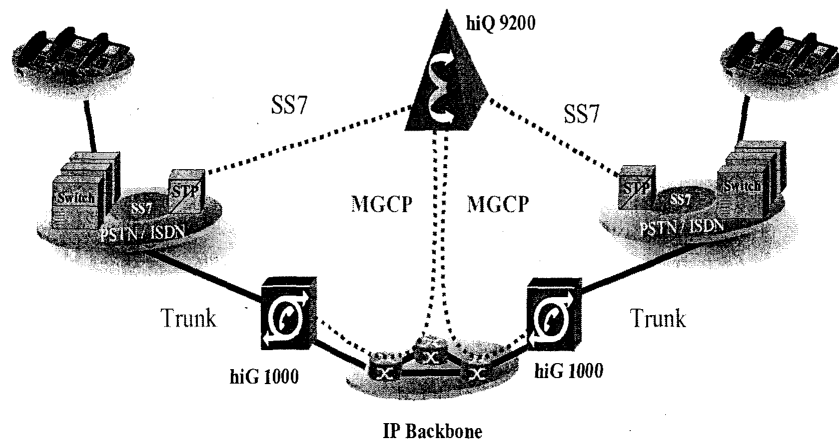 hiQ 9200
SS7
SS7
MGCP
MGCP
Switch
STP
SS7
PSTN / ISDN
STP
Switch
SS7
PSTN / ISDN
Trunk
Trunk
hiG 1000
hiG 1000
IP Backbone